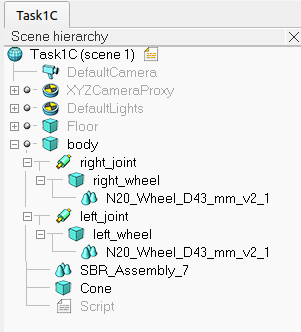 Task1C
Scene hierarchy
Task1C (scene 1)
DefaultCamera
XYZCameraProxy
DefaultLights
Floor
body
right_joint
right_wheel
N20_Wheel_D43_mm_v2_1
left_joint
left_wheel
N20_Wheel_D43_mm_v2_1
SBR_Assembly_7
Cone
Script